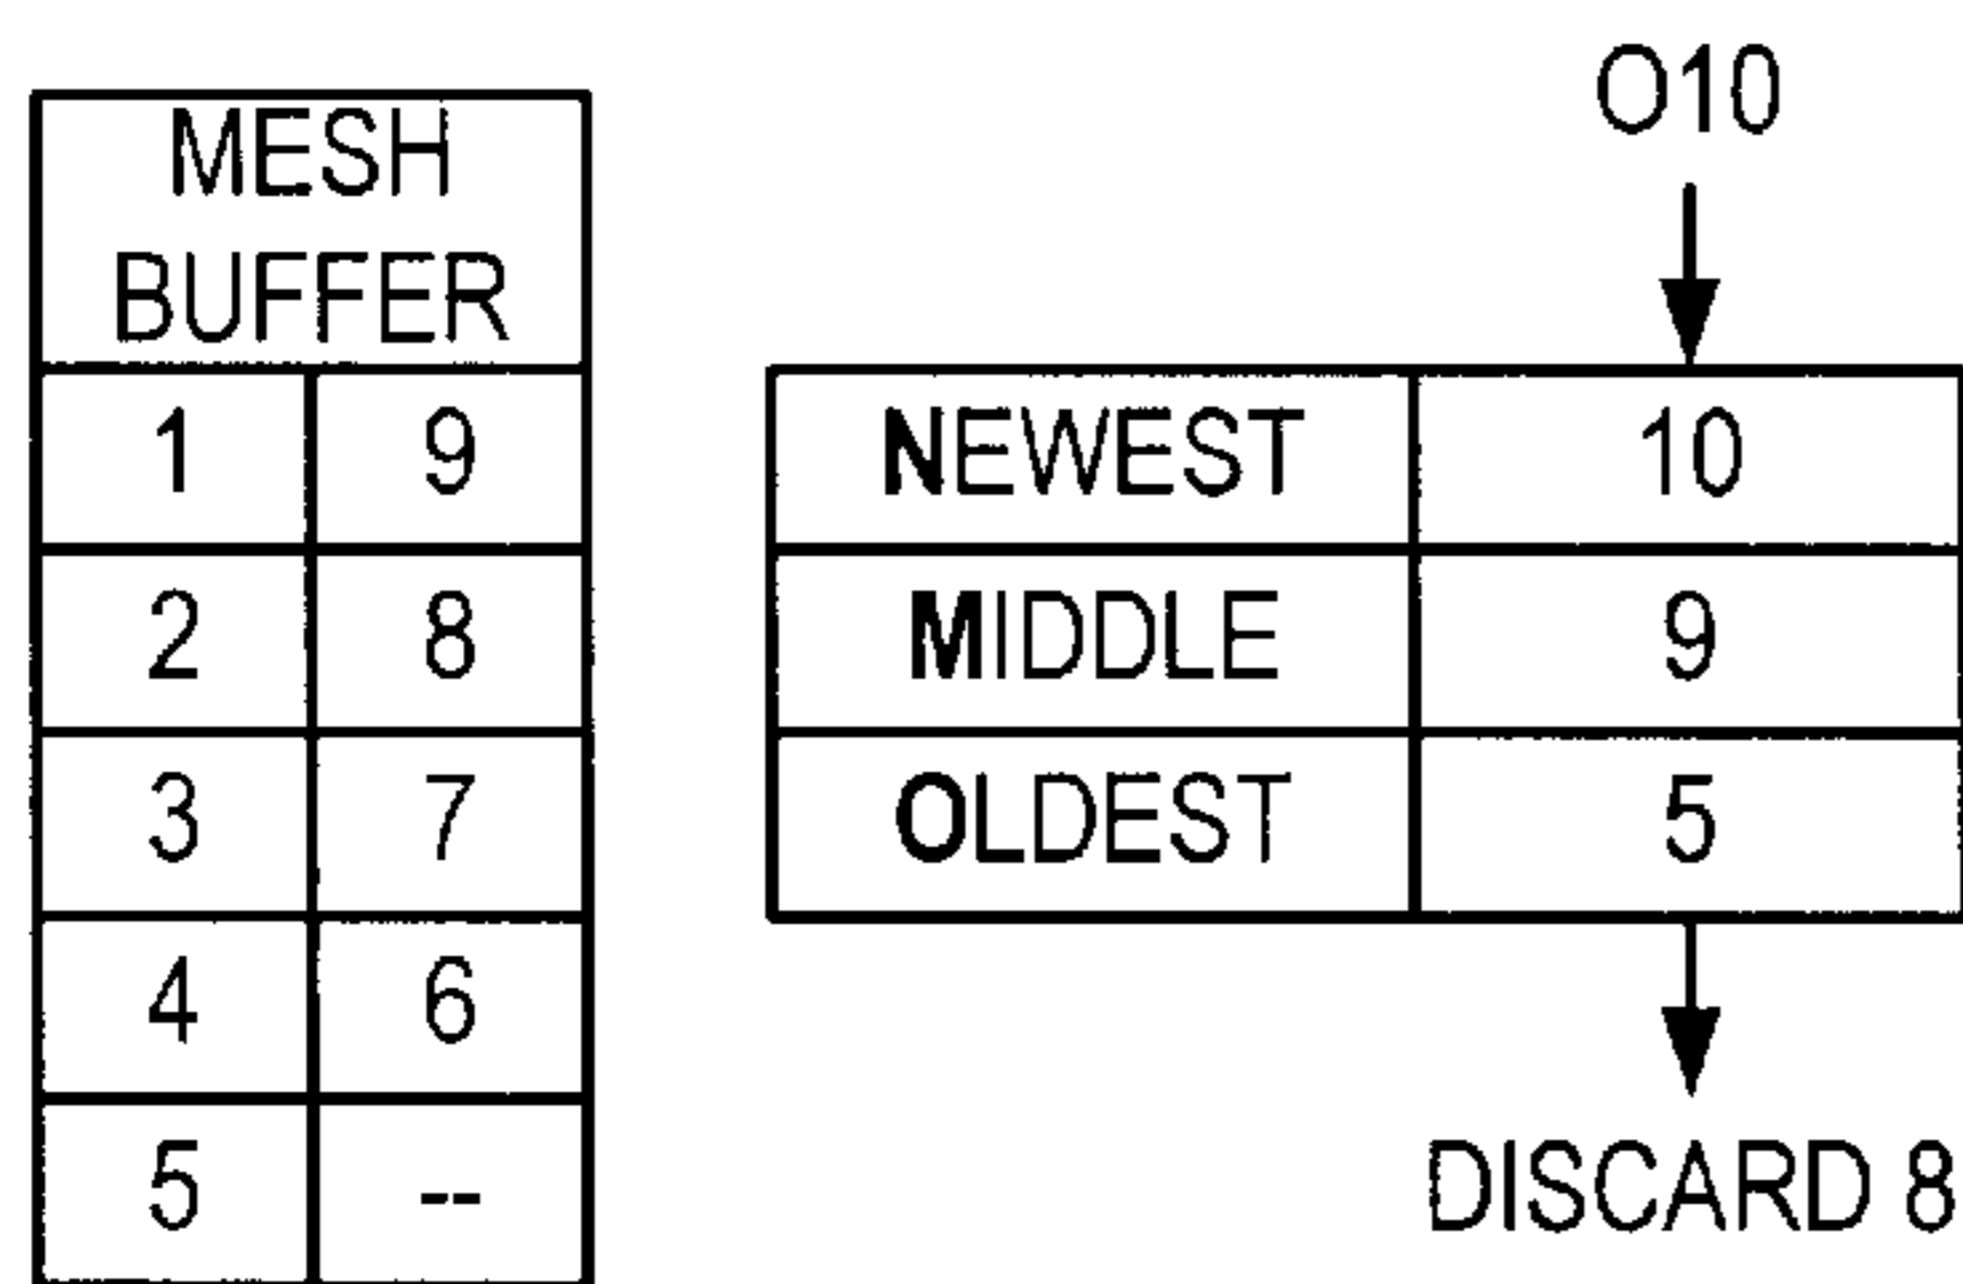 MESH
BUFFER
1 9
2 8
3 7
4 6
5 --
O10
NEWEST 10
MIDDLE 9
OLDEST 5
DISCARD 8